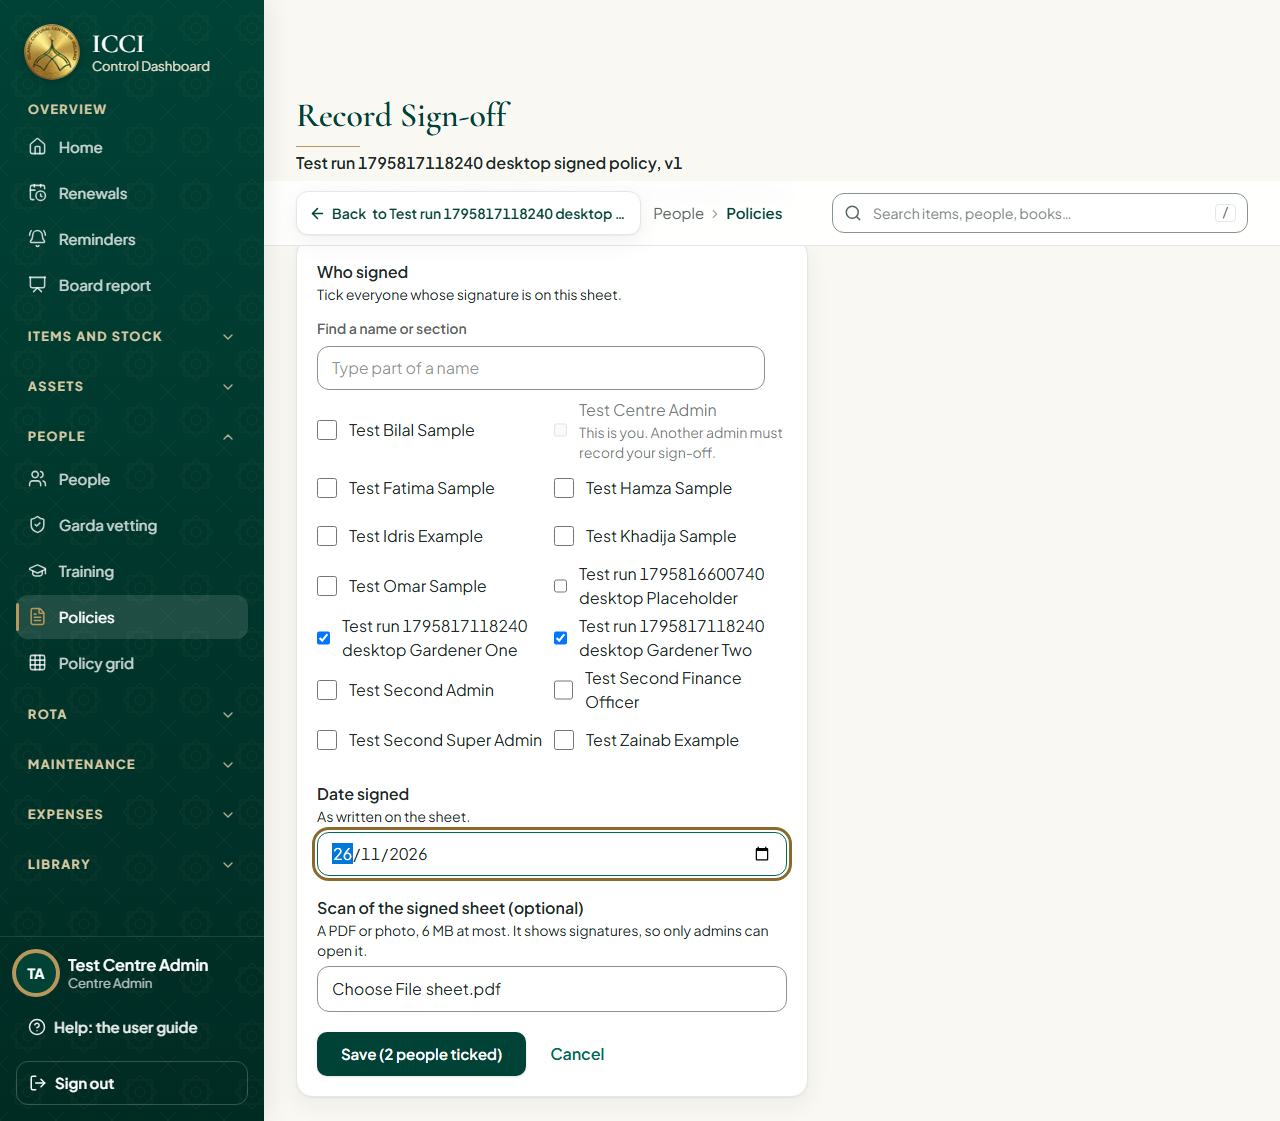 ICCI
Control Dashboard
OVERVIEW
Home
Renewals
Reminders
Board report
ITEMS AND STOCK
ASSETS
PEOPLE
People
Garda vetting
Training
Policies
Policy grid
ROTA
MAINTENANCE
EXPENSES
LIBRARY
TA
Test Centre Admin
Centre Admin
Help: the user guide
Sign out
Record Sign-off
Test run 1795817118240 desktop signed policy, v1
Back to Test run 1795817118240 desktop ...
People > Policies
Search items, people, books...
/
Who signed
Tick everyone whose signature is on this sheet.
Find a name or section
Type part of a name
Test Bilal Sample
Test Centre Admin
This is you. Another admin must
record your sign-off.
Test Fatima Sample
Test Hamza Sample
Test Idris Example
Test Khadija Sample
Test Omar Sample
Test run 1795816600740
desktop Placeholder
Test run 1795817118240
desktop Gardener One
Test run 1795817118240
desktop Gardener Two
Test Second Admin
Test Second Finance
Officer
Test Second Super Admin
Test Zainab Example
Date signed
As written on the sheet.
26/11/2026
Scan of the signed sheet (optional)
A PDF or photo, 6 MB at most. It shows signatures, so only admins can
open it.
Choose File sheet.pdf
Save (2 people ticked)
Cancel